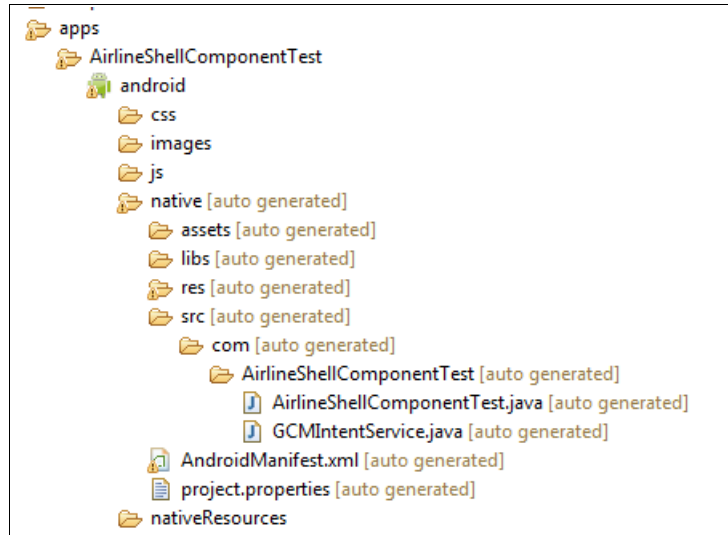 apps
AirlineShellComponentTest
android
css
images
js
native [auto generated]
assets [auto generated]
libs [auto generated]
res [auto generated]
src [auto generated]
com [auto generated]
AirlineShellComponentTest [auto generated]
AirlineShellComponentTest.java [auto generated]
GCMIntentService.java [auto generated]
AndroidManifest.xml [auto generated]
project.properties [auto generated]
nativeResources